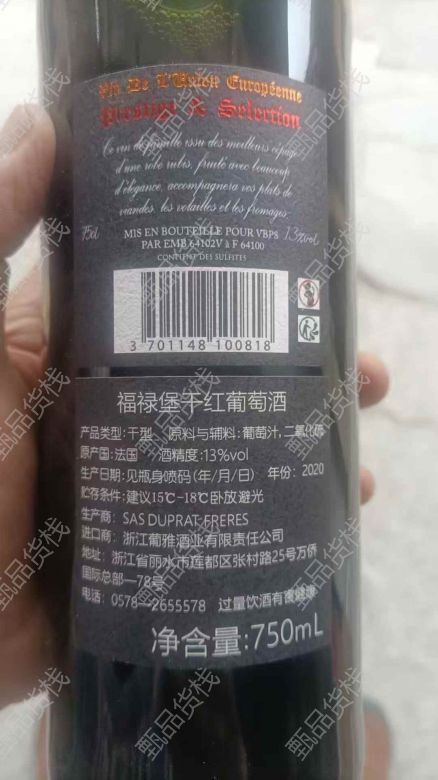 Vin De L'Union Européenne
Prestige & Selection
Ce vin de famille issu des meilleurs cépages
d'une robe rubis, fruité avec beaucoup
d'élégance, accompagnera vos plats de
viandes, les volailles et les fromages.
75cl MIS EN BOUTEILLE POUR VBPS 13%vol
PAR EMB 64102V à F 64100
CONTIENT DES SULFITES
3 701148 100818
福禄堡干红葡萄酒
产品类型:干型 原料与辅料:葡萄汁,二氧化硫
原产国:法国 酒精度:13%vol
生产日期:见瓶身喷码(年/月/日) 年份:2020
贮存条件:建议15℃-18℃卧放避光
生产商:SAS DUPRAT FRERES
进口商:浙江葡雅酒业有限责任公司
地址:浙江省丽水市莲都区张村路25号万侨
国际总部—78号
电话:0578-2655578 过量饮酒有害健康
净含量:750mL
甄品货栈